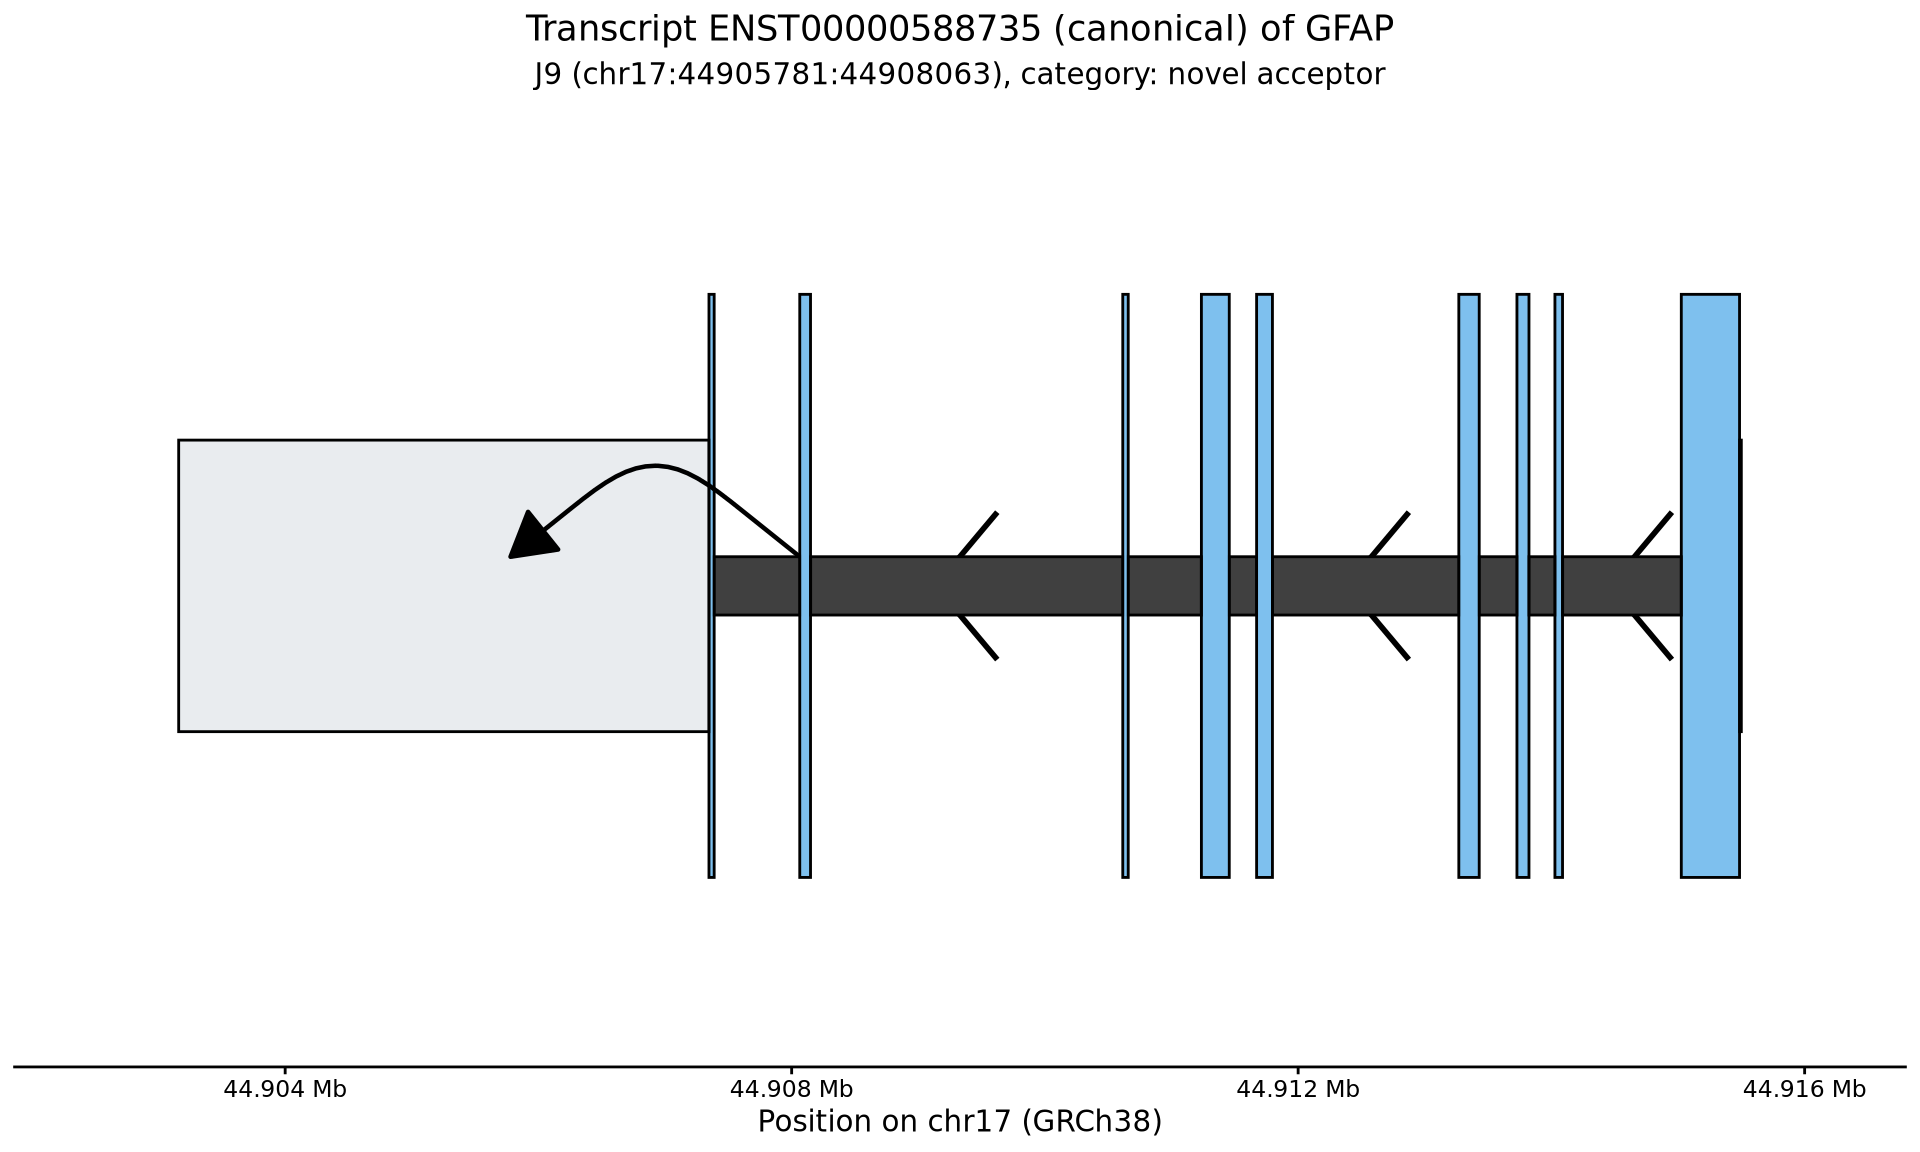 Transcript ENST00000588735 (canonical) of GFAP
J9 (chr17:44905781:44908063), category: novel acceptor
44.904 Mb
44.908 Mb
44.912 Mb
44.916 Mb
Position on chr17 (GRCh38)